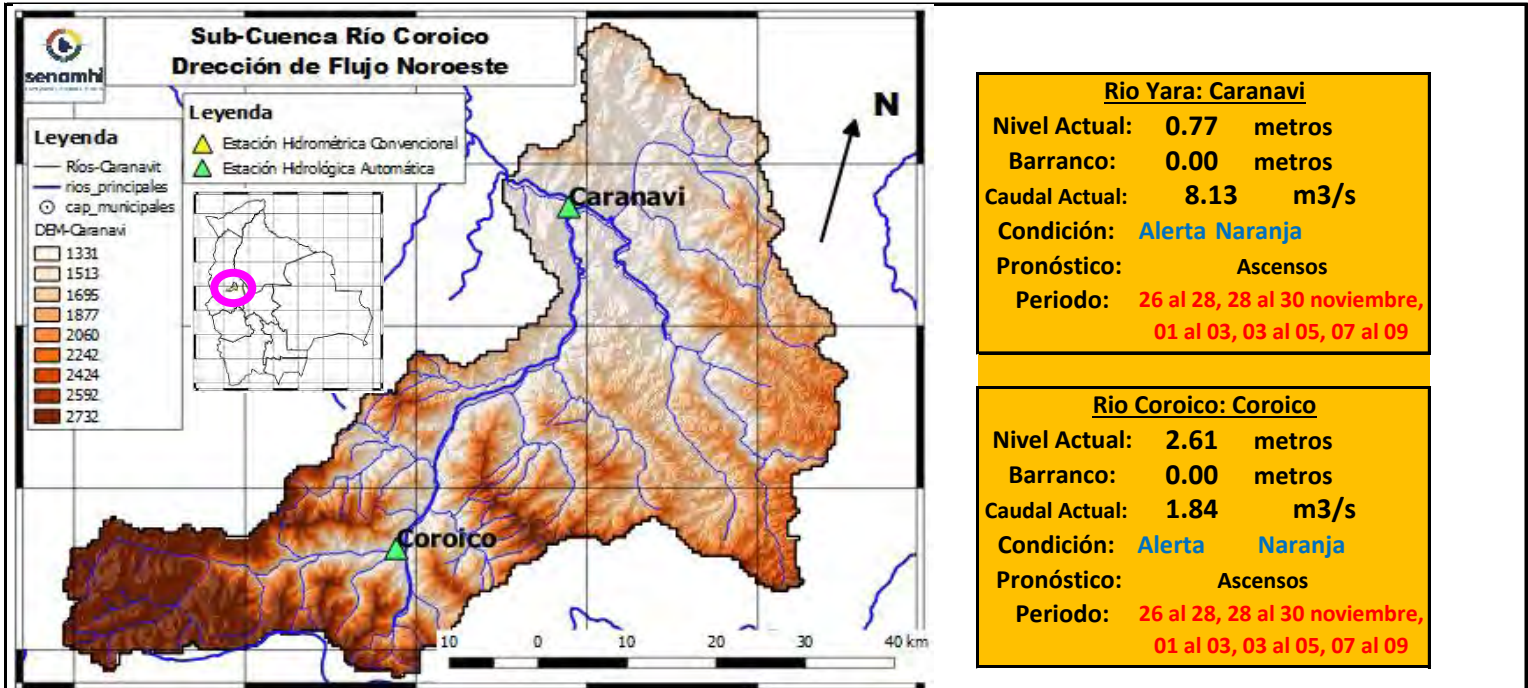 senamhi
Sub-Cuenca Río Coroico
Drección de Flujo Noroeste
Leyenda
Ríos-Caranavit
rios_principales
cap_municipales
DEM-Caranavi
1331
1513
1695
1877
2060
2242
2424
2592
2732
Leyenda
Estación Hidrométrica Convencional
Estación Hidrológica Automática
N
Caranavi
Coroico
10 0 10 20 30 40 km
Rio Yara: Caranavi
Nivel Actual: 0.77 metros
Barranco: 0.00 metros
Caudal Actual: 8.13 m3/s
Condición: Alerta Naranja
Pronóstico: Ascensos
Periodo: 26 al 28, 28 al 30 noviembre,
01 al 03, 03 al 05, 07 al 09
Rio Coroico: Coroico
Nivel Actual: 2.61 metros
Barranco: 0.00 metros
Caudal Actual: 1.84 m3/s
Condición: Alerta Naranja
Pronóstico: Ascensos
Periodo: 26 al 28, 28 al 30 noviembre,
01 al 03, 03 al 05, 07 al 09